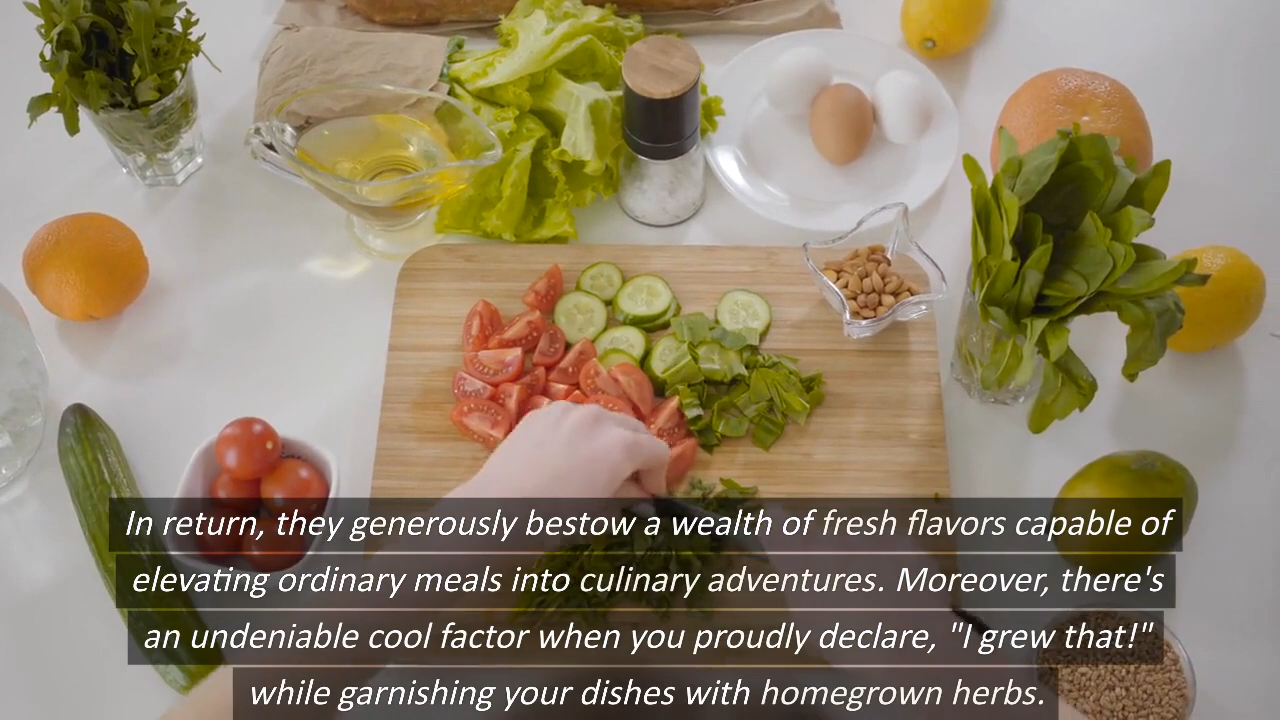 In return, they generously bestow a wealth of fresh flavors capable of
elevating ordinary meals into culinary adventures. Moreover, there's
an undeniable cool factor when you proudly declare, "I grew that!"
while garnishing your dishes with homegrown herbs.